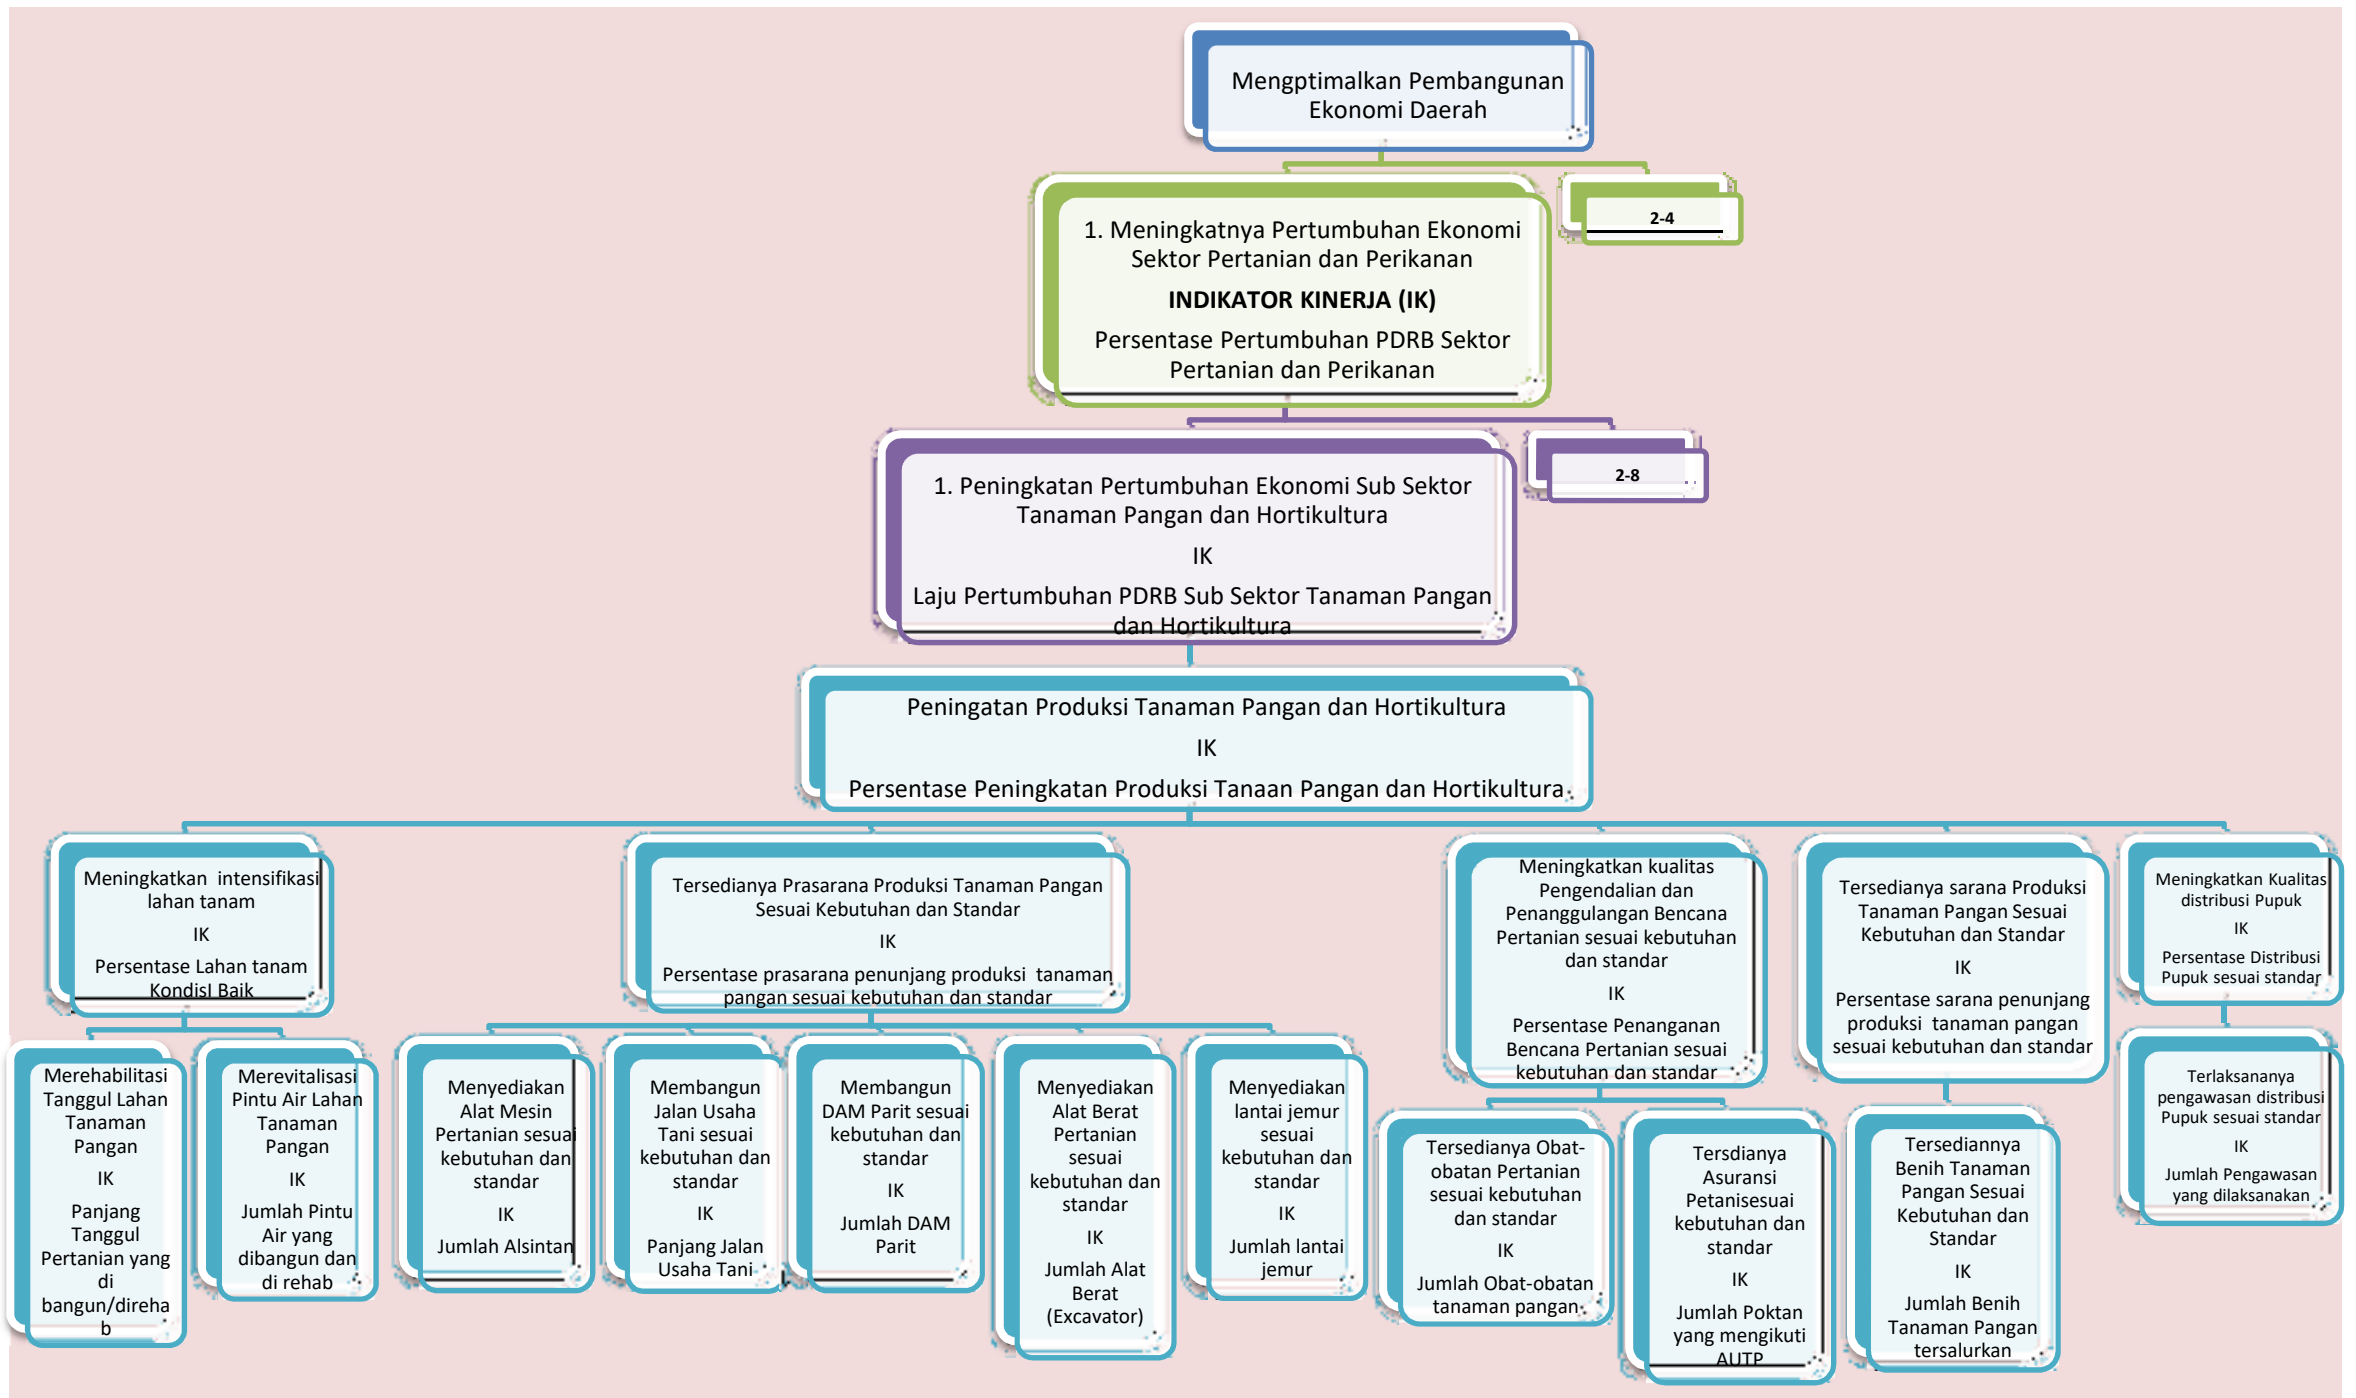 Mengptimalkan Pembangunan
Ekonomi Daerah
1. Meningkatnya Pertumbuhan Ekonomi
Sektor Pertanian dan Perikanan
INDIKATOR KINERJA (IK)
Persentase Pertumbuhan PDRB Sektor
Pertanian dan Perikanan
2-4
1. Peningkatan Pertumbuhan Ekonomi Sub Sektor
Tanaman Pangan dan Hortikultura
IK
Laju Pertumbuhan PDRB Sub Sektor Tanaman Pangan
dan Hortikultura
2-8
Peningatan Produksi Tanaman Pangan dan Hortikultura
IK
Persentase Peningkatan Produksi Tanaan Pangan dan Hortikultura
Meningkatkan intensifikasi
lahan tanam
IK
Persentase Lahan tanam
KondisI Baik
Tersedianya Prasarana Produksi Tanaman Pangan
Sesuai Kebutuhan dan Standar
IK
Persentase prasarana penunjang produksi tanaman
pangan sesuai kebutuhan dan standar
Meningkatkan kualitas
Pengendalian dan
Penanggulangan Bencana
Pertanian sesuai kebutuhan
dan standar
IK
Persentase Penanganan
Bencana Pertanian sesuai
kebutuhan dan standar
Tersedianya sarana Produksi
Tanaman Pangan Sesuai
Kebutuhan dan Standar
IK
Persentase sarana penunjang
produksi tanaman pangan
sesuai kebutuhan dan standar
Meningkatkan Kualitas
distribusi Pupuk
IK
Persentase Distribusi
Pupuk sesuai standar
Merehabilitasi
Tanggul Lahan
Tanaman
Pangan
IK
Panjang
Tanggul
Pertanian yang
di
bangun/direha
b
Merevitalisasi
Pintu Air Lahan
Tanaman
Pangan
IK
Jumlah Pintu
Air yang
dibangun dan
di rehab
Menyediakan
Alat Mesin
Pertanian sesuai
kebutuhan dan
standar
IK
Jumlah Alsintan
Membangun
Jalan Usaha
Tani sesuai
kebutuhan dan
standar
IK
Panjang Jalan
Usaha Tani
Membangun
DAM Parit sesuai
kebutuhan dan
standar
IK
Jumlah DAM
Parit
Menyediakan
Alat Berat
Pertanian
sesuai
kebutuhan dan
standar
IK
Jumlah Alat
Berat
(Excavator)
Menyediakan
lantai jemur
sesuai
kebutuhan dan
standar
IK
Jumlah lantai
jemur
Tersedianya Obat-
obatan Pertanian
sesuai kebutuhan
dan standar
IK
Jumlah Obat-obatan
tanaman pangan
Tersdianya
Asuransi
Petanisesuai
kebutuhan dan
standar
IK
Jumlah Poktan
yang mengikuti
AUTP
Tersediannya
Benih Tanaman
Pangan Sesuai
Kebutuhan dan
Standar
IK
Jumlah Benih
Tanaman Pangan
tersalurkan
Terlaksananya
pengawasan distribusi
Pupuk sesuai standar
IK
Jumlah Pengawasan
yang dilaksanakan